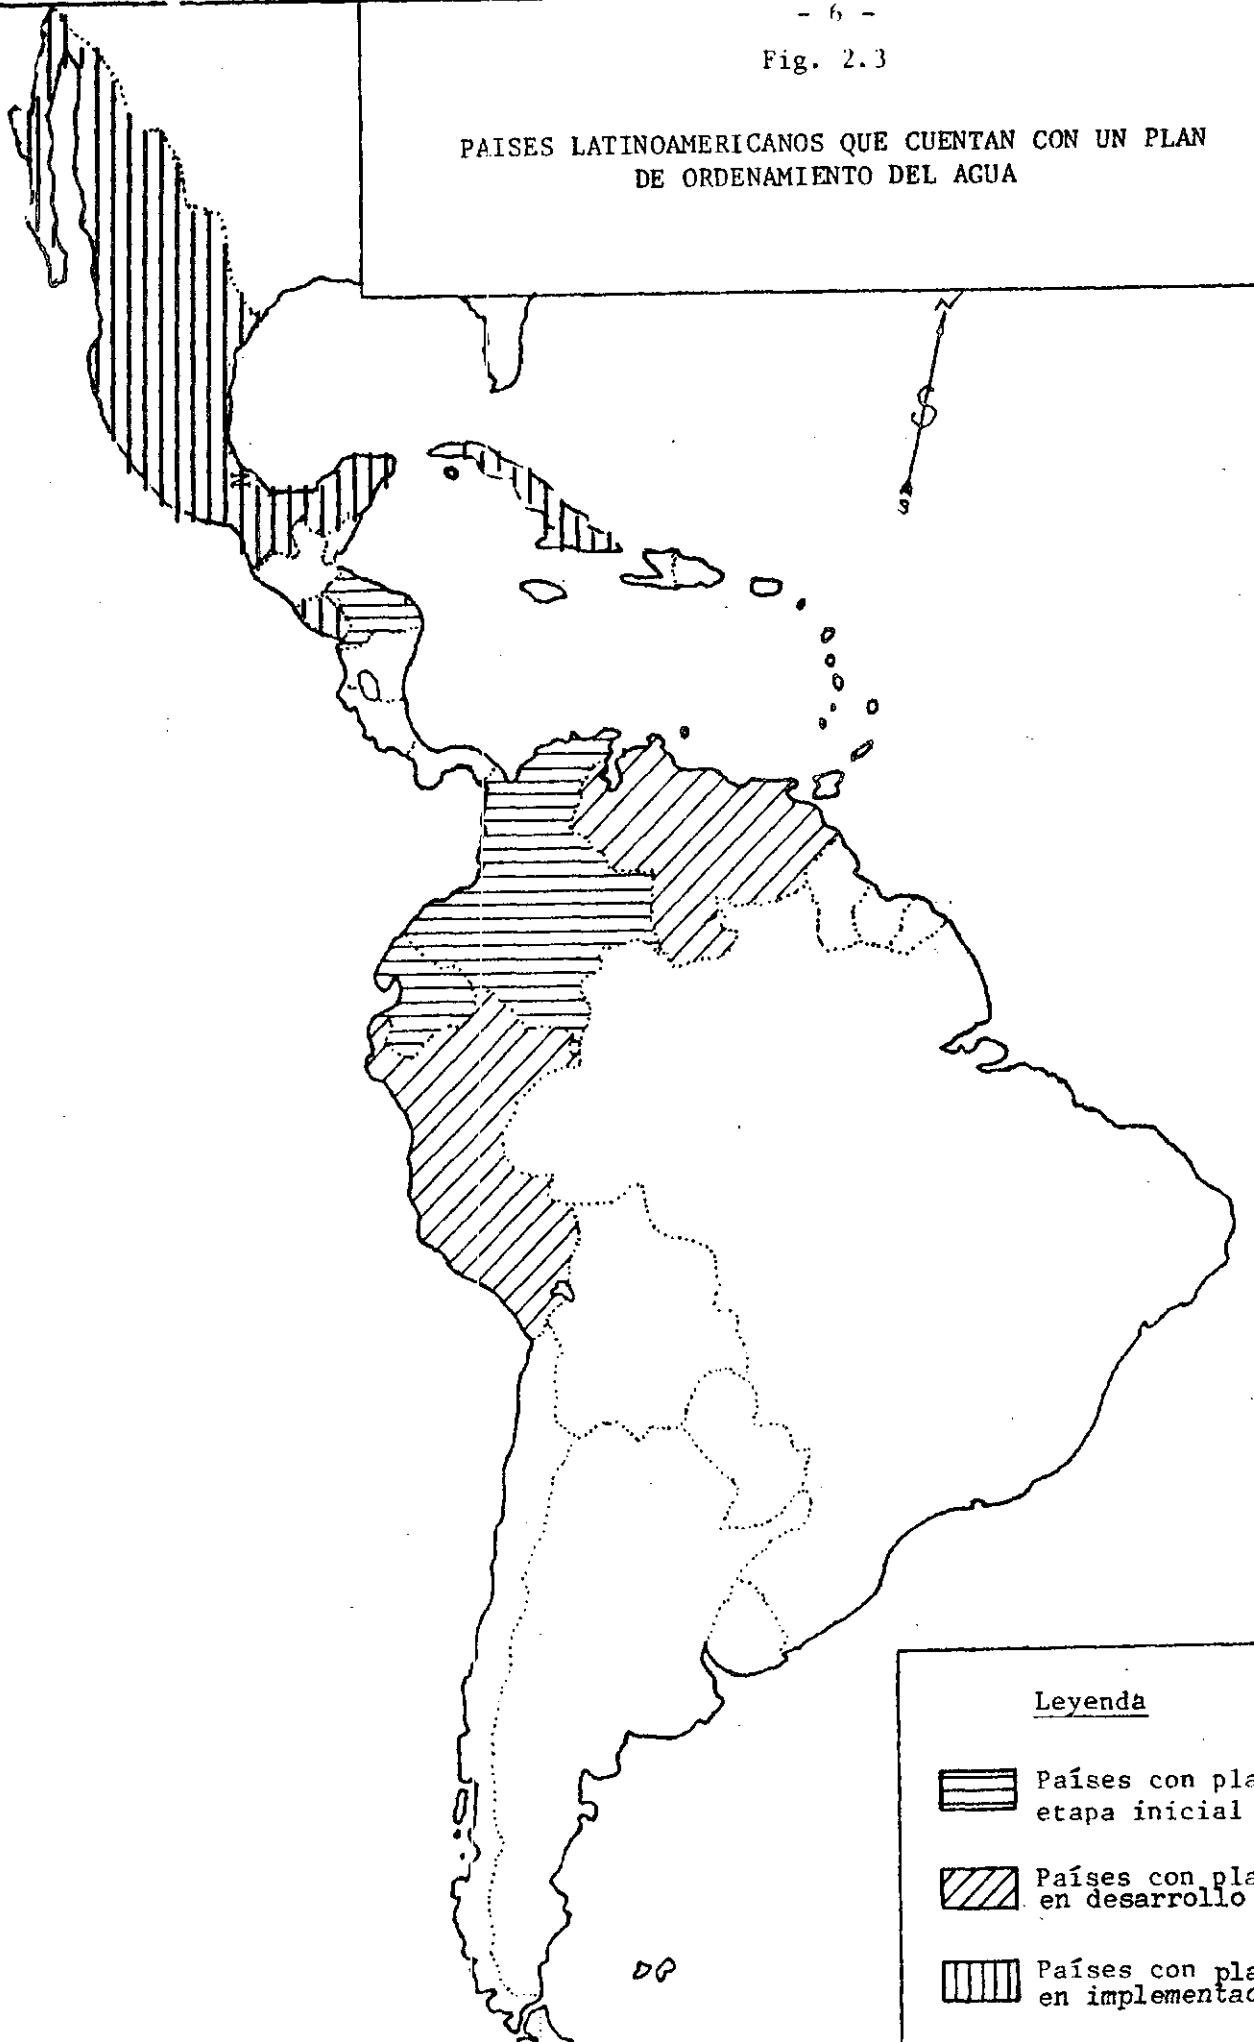 - 6 -
Fig. 2.3
PAISES LATINOAMERICANOS QUE CUENTAN CON UN PLAN
DE ORDENAMIENTO DEL AGUA
N
S
Leyenda
Países con pla
etapa inicial
Países con pla
en desarrollo
Países con pla
en implementac